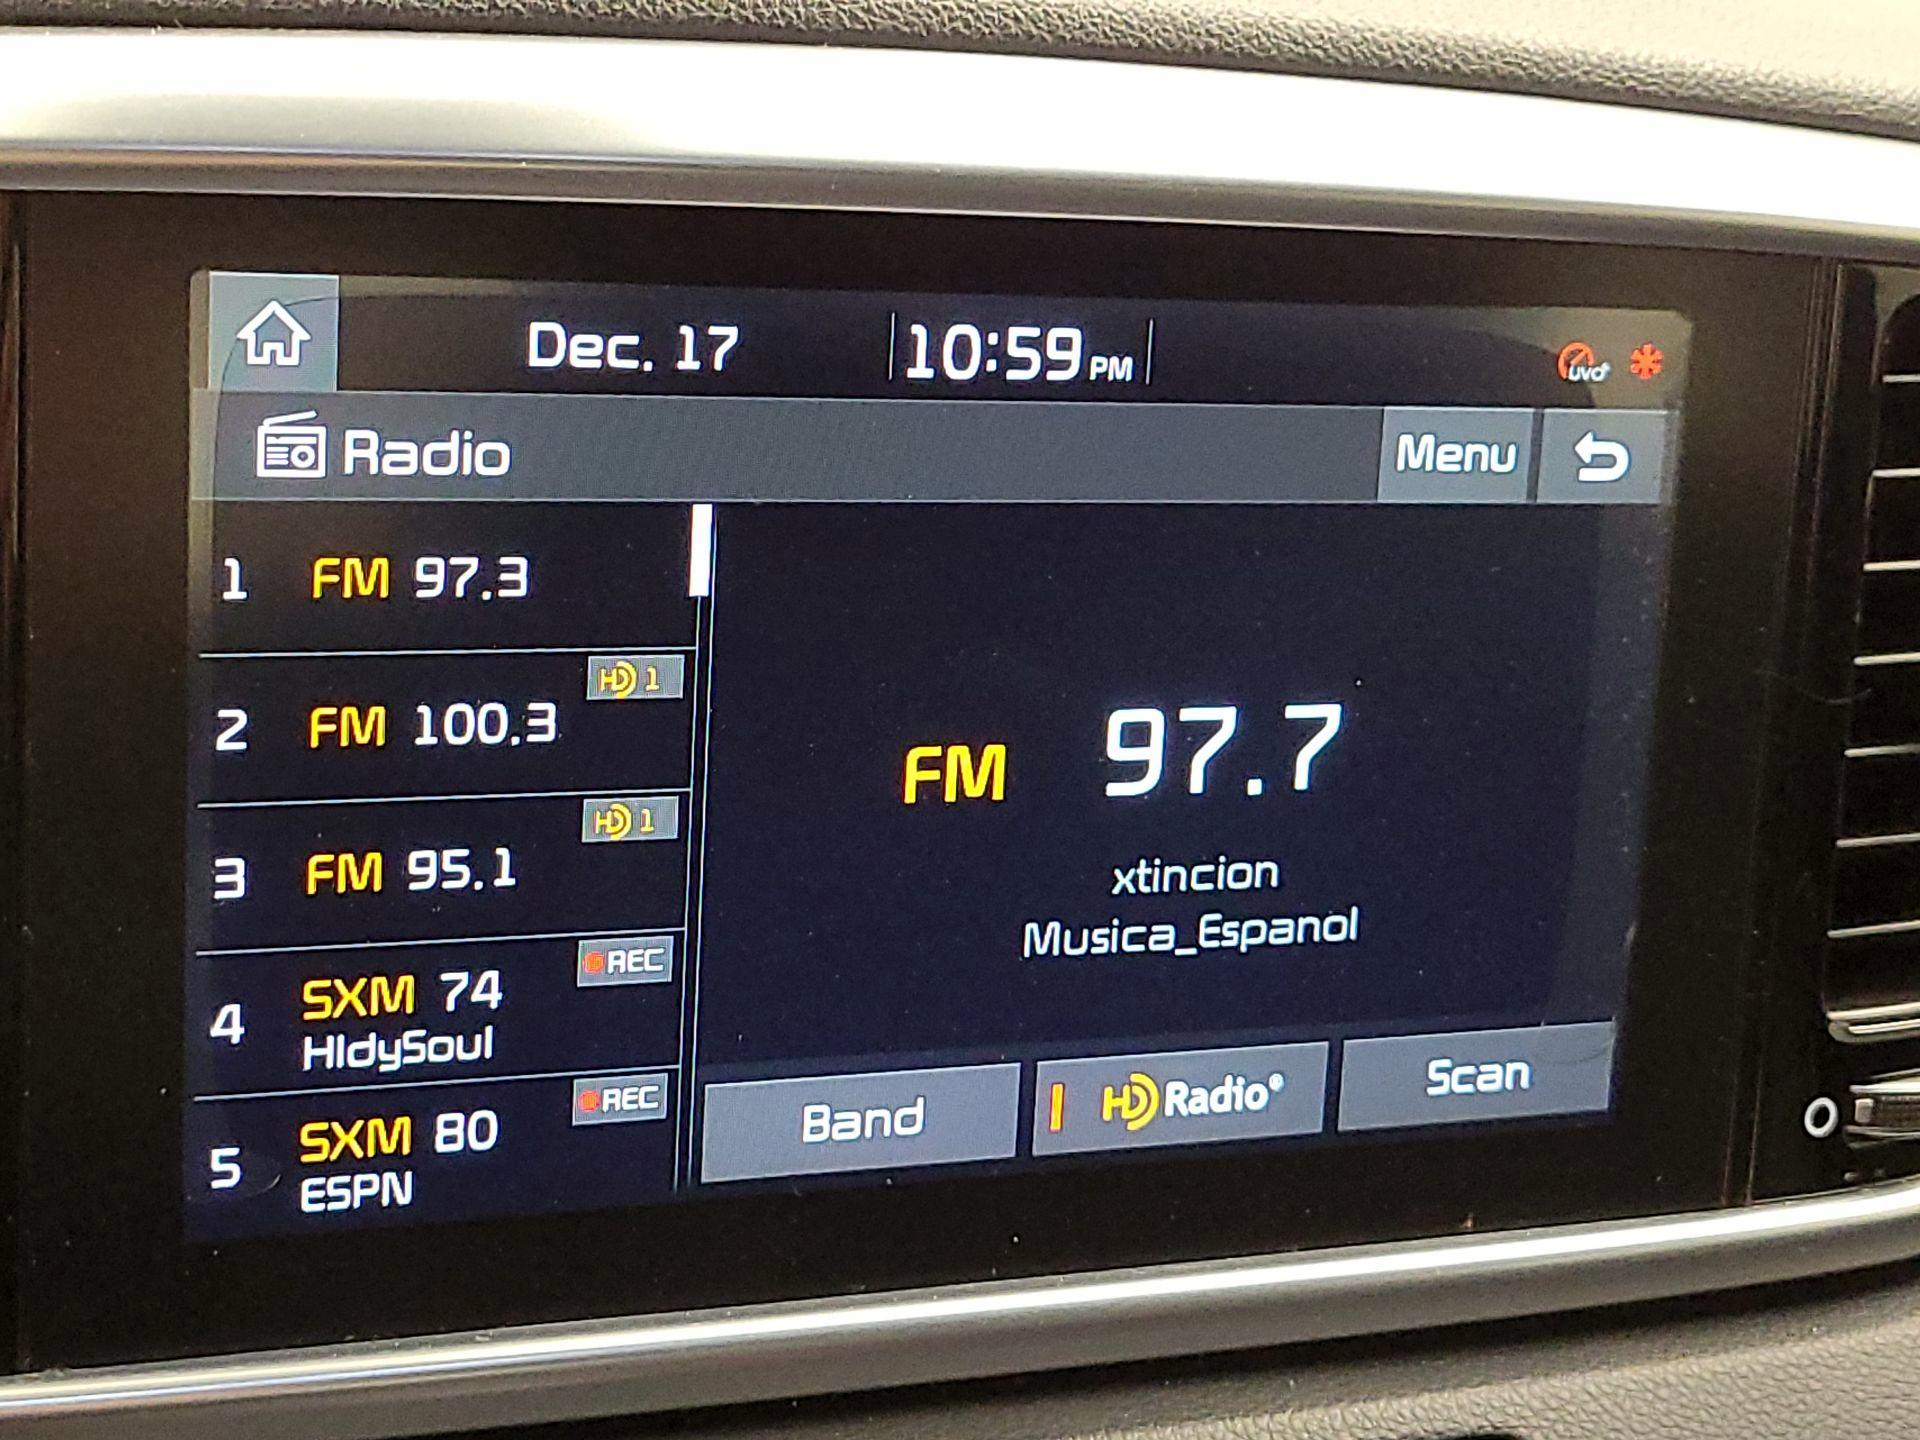 Dec. 17 10:59 PM
UVO
Radio Menu
1 FM 97.3
HD 1
2 FM 100.3
HD 1
3 FM 95.1
REC
4 SXM 74
HldySoul
REC
5 SXM 80
ESPN
FM 97.7
xtincion
Musica_Espanol
Band HD Radio® Scan